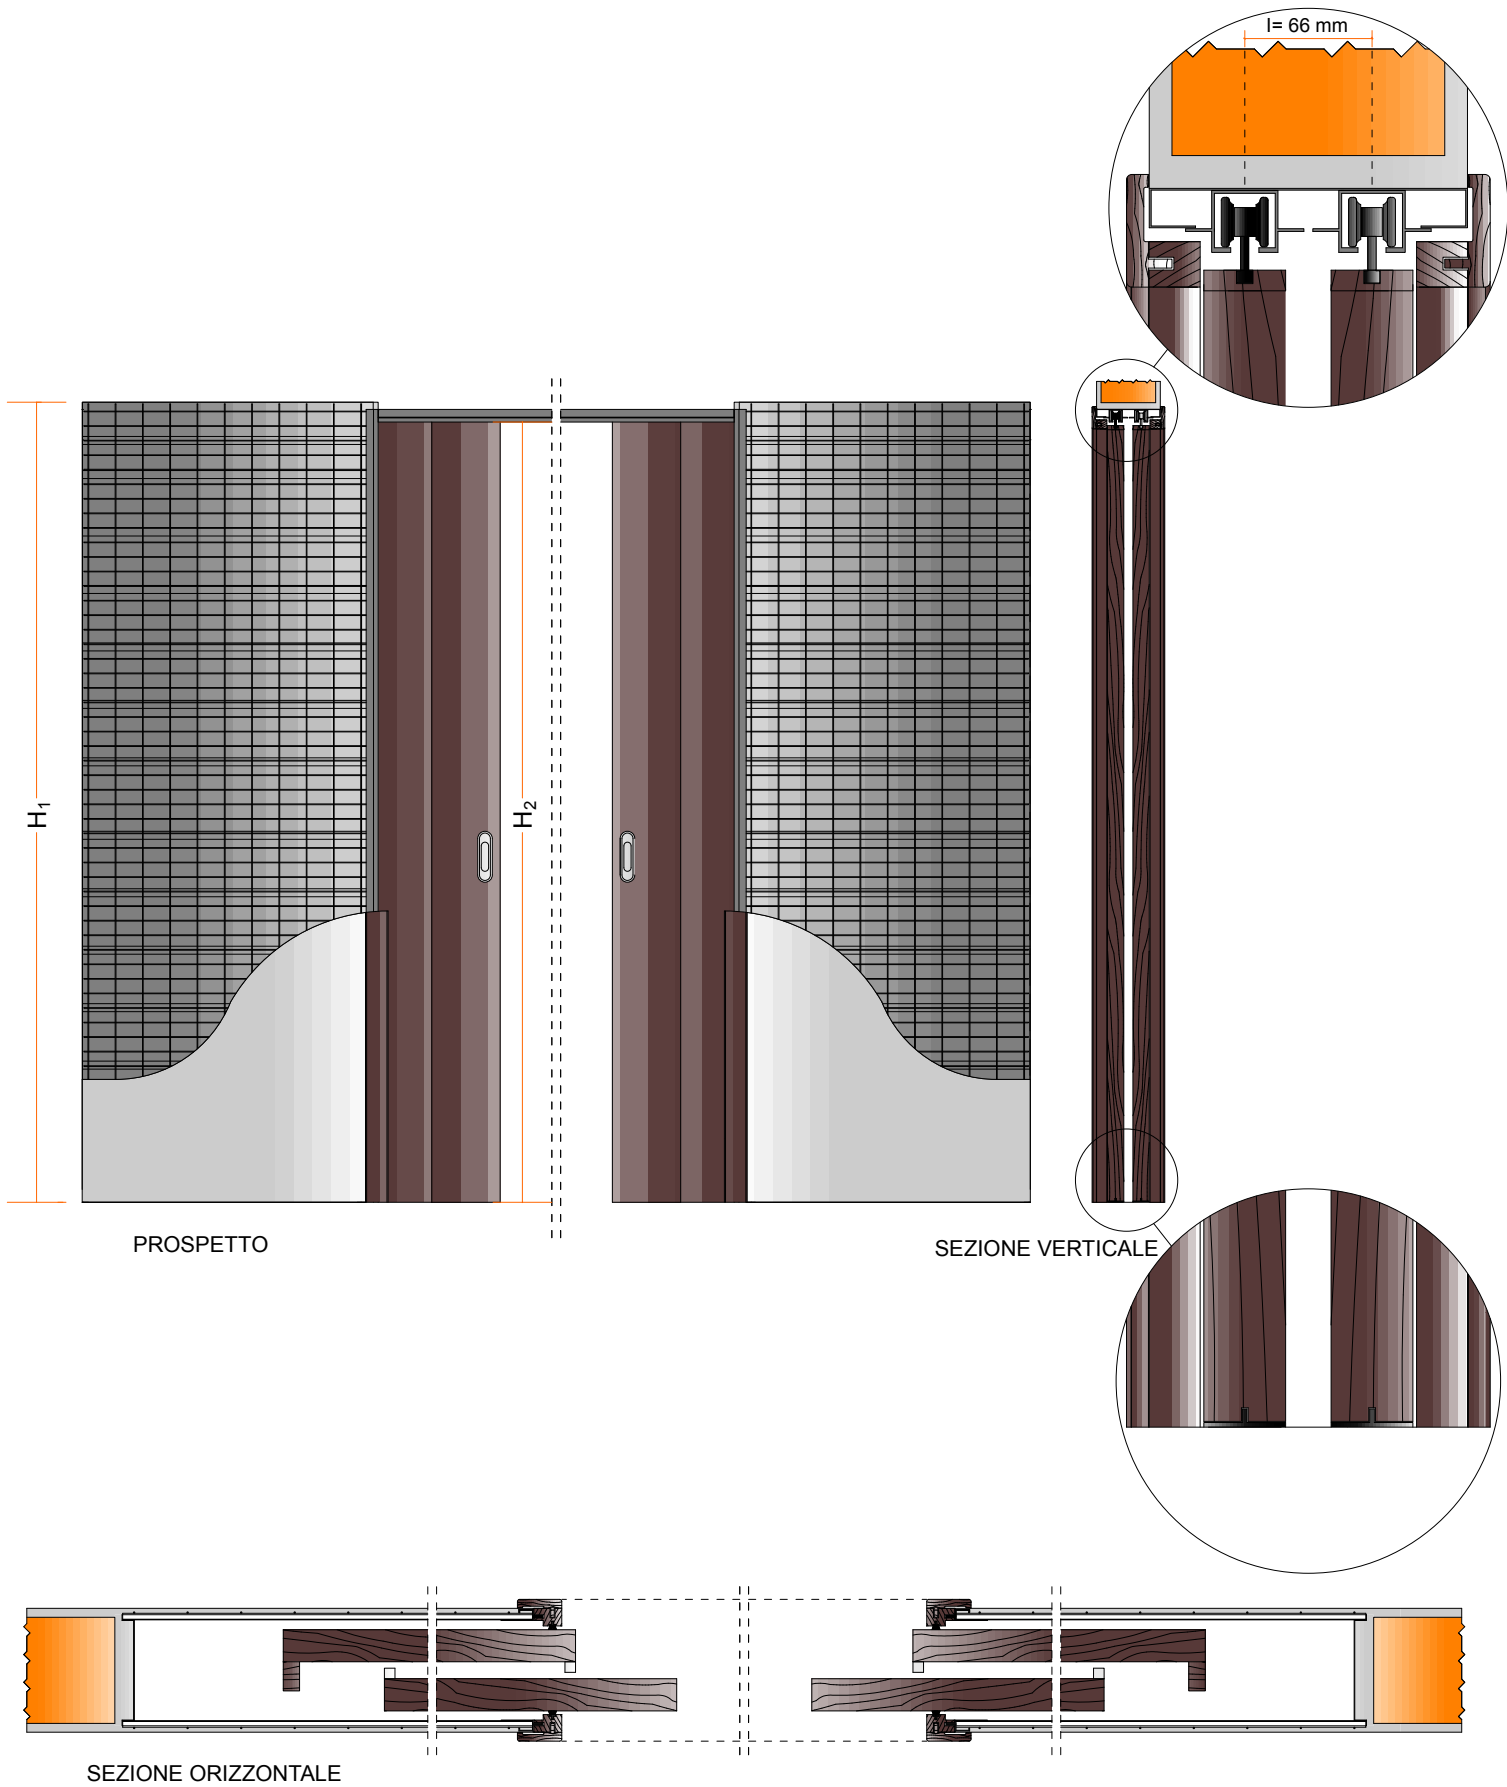 I= 66 mm
H₁
H₂
PROSPETTO
SEZIONE VERTICALE
SEZIONE ORIZZONTALE